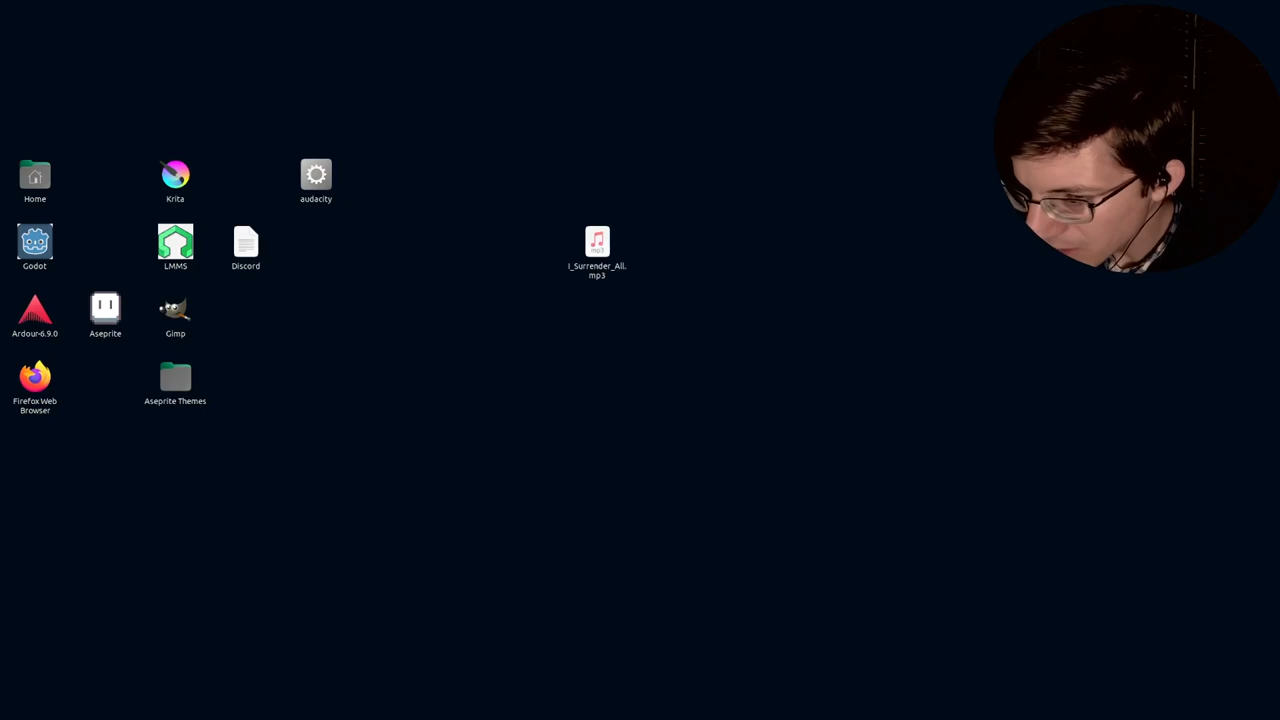 Home
Krita
audacity
Godot
LMMS
Discord
I_Surrender_All.
mp3
mp3
Ardour-6.9.0
Aseprite
Gimp
Firefox Web
Browser
Aseprite Themes